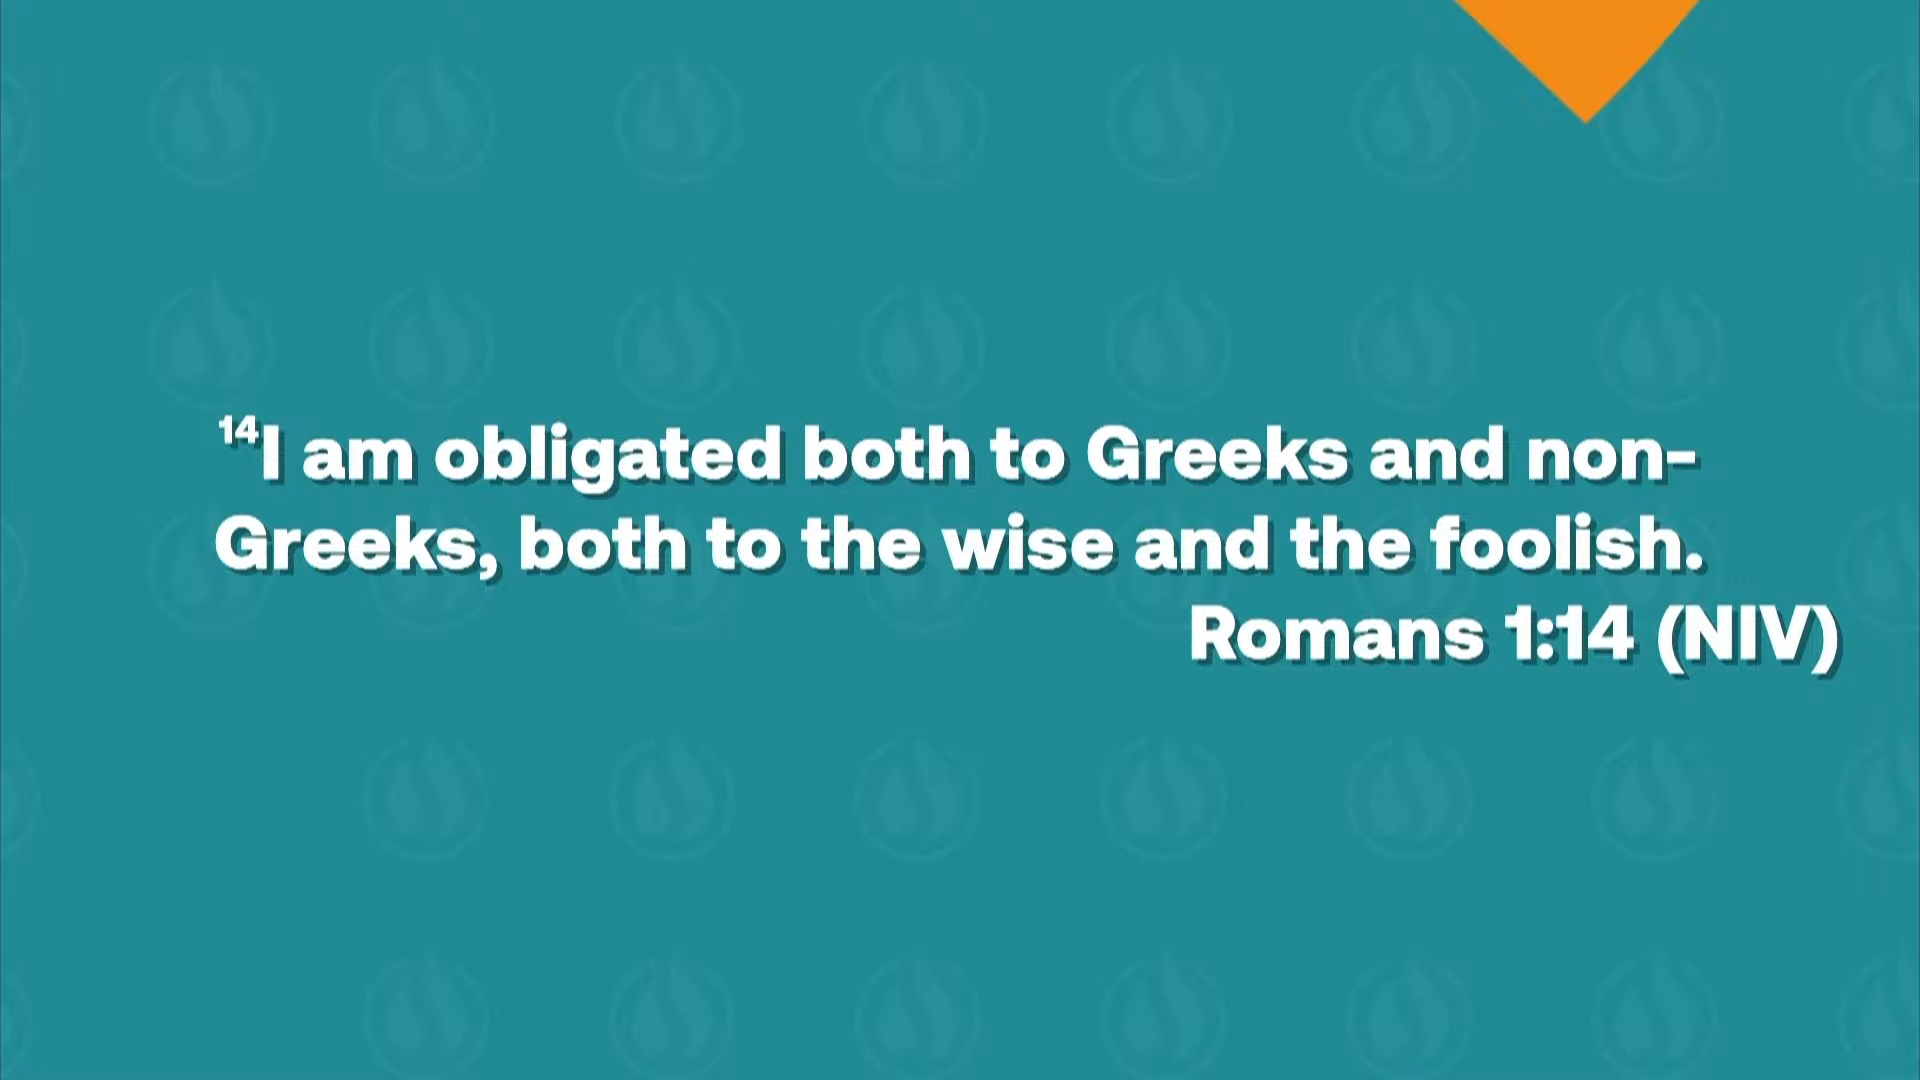 ¹⁴I am obligated both to Greeks and non-
Greeks, both to the wise and the foolish.
Romans 1:14 (NIV)